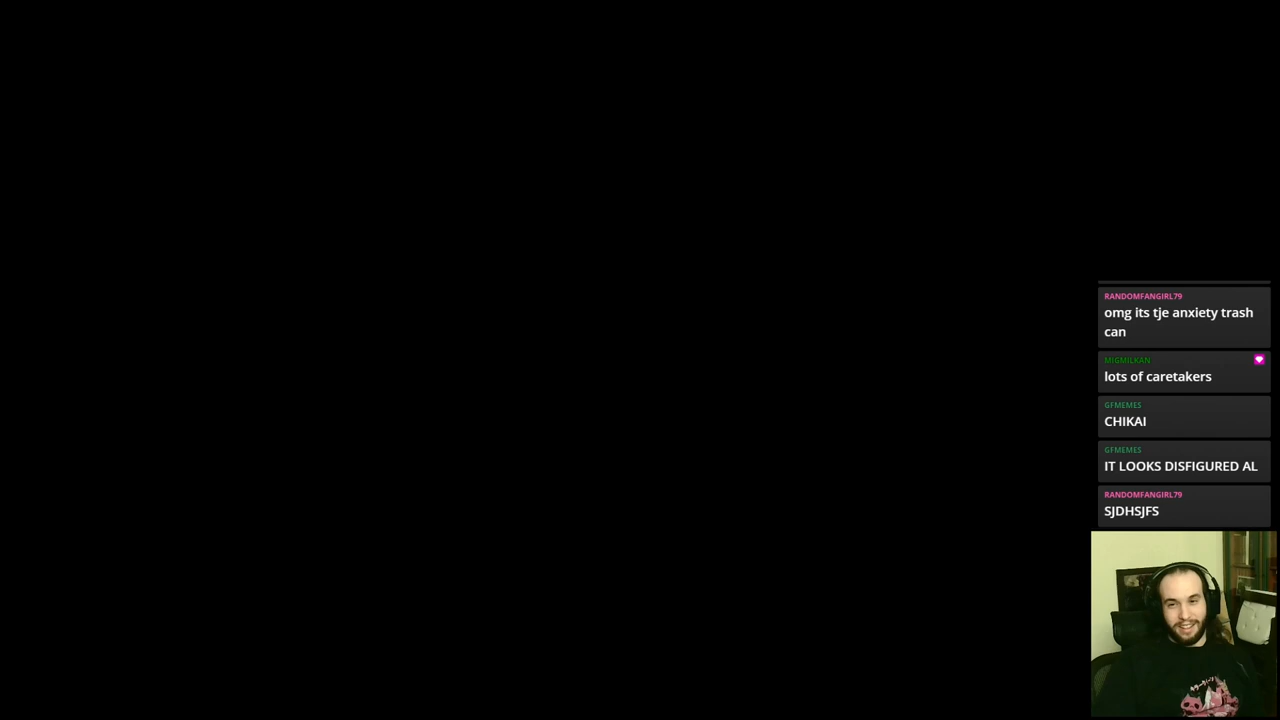 RANDOMFANGIRL79
omg its tje anxiety trash
can
MIGMILKAN
lots of caretakers
GFMEMES
CHIKAI
GFMEMES
IT LOOKS DISFIGURED AL
RANDOMFANGIRL79
SJDHSJFS